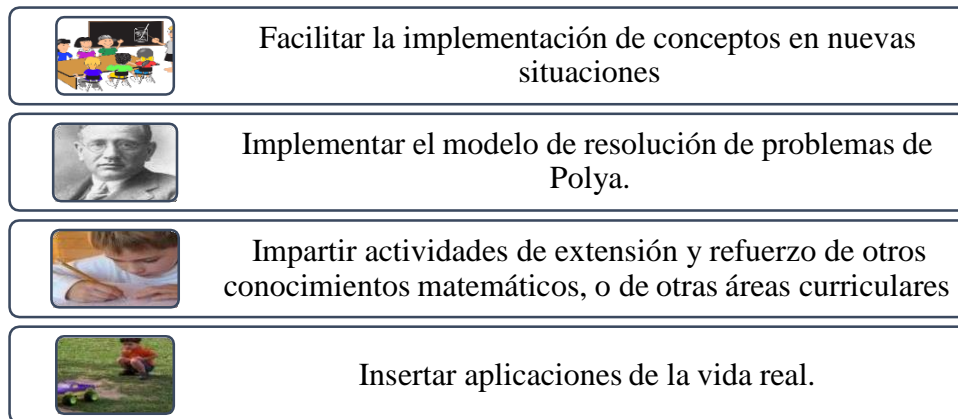 Facilitar la implementación de conceptos en nuevas
situaciones
Implementar el modelo de resolución de problemas de
Polya.
Impartir actividades de extensión y refuerzo de otros
conocimientos matemáticos, o de otras áreas curriculares
Insertar aplicaciones de la vida real.